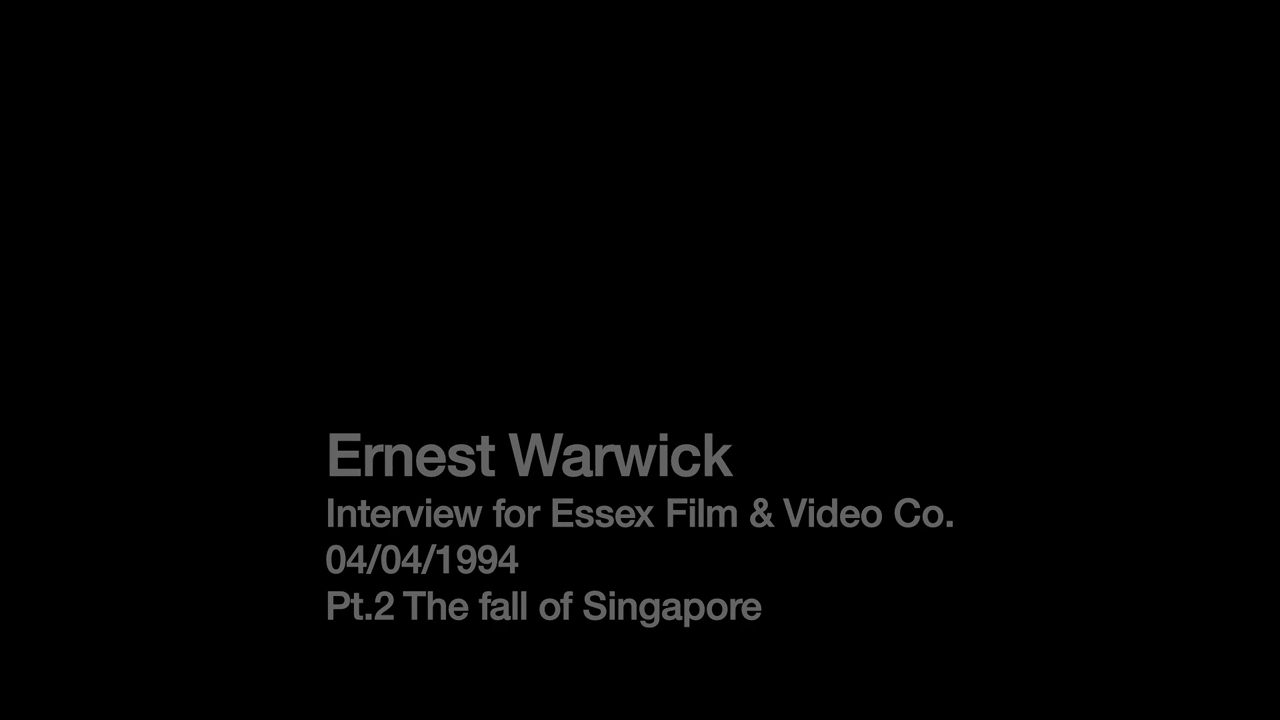 Ernest Warwick
Interview for Essex Film & Video Co.
04/04/1994
Pt.2 The fall of Singapore